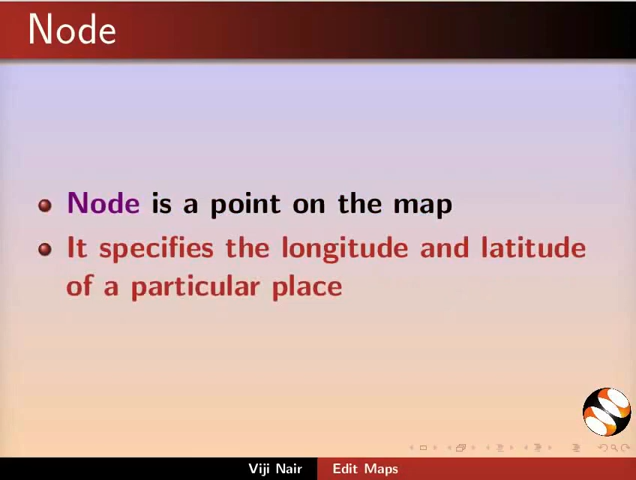 Node
Node is a point on the map
It specifies the longitude and latitude
of a particular place
Viji Nair
Edit Maps